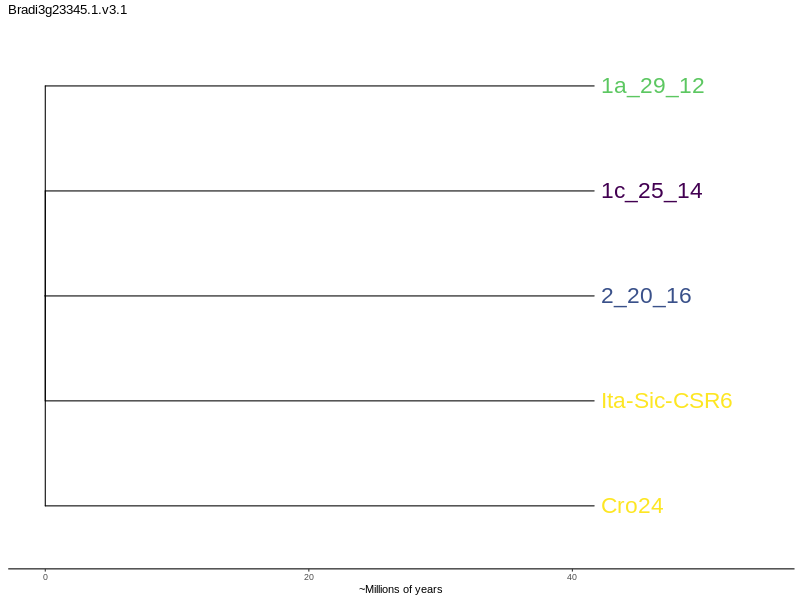 Bradi3g23345.1.v3.1
1a_29_12
1c_25_14
2_20_16
Ita-Sic-CSR6
Cro24
0 20 40
~Millions of years